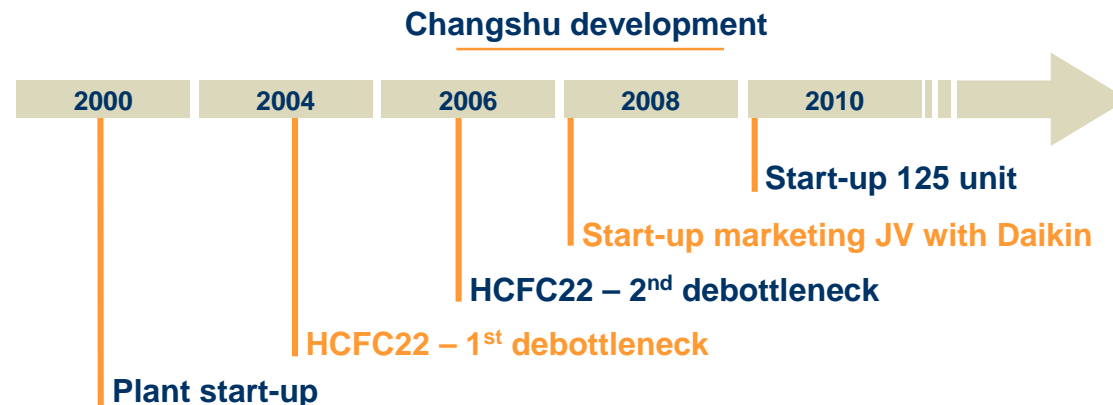 Changshu development
2000 2004 2006 2008 2010
Start-up 125 unit
Start-up marketing JV with Daikin
HCFC22 – 2nd debottleneck
HCFC22 – 1st debottleneck
Plant start-up